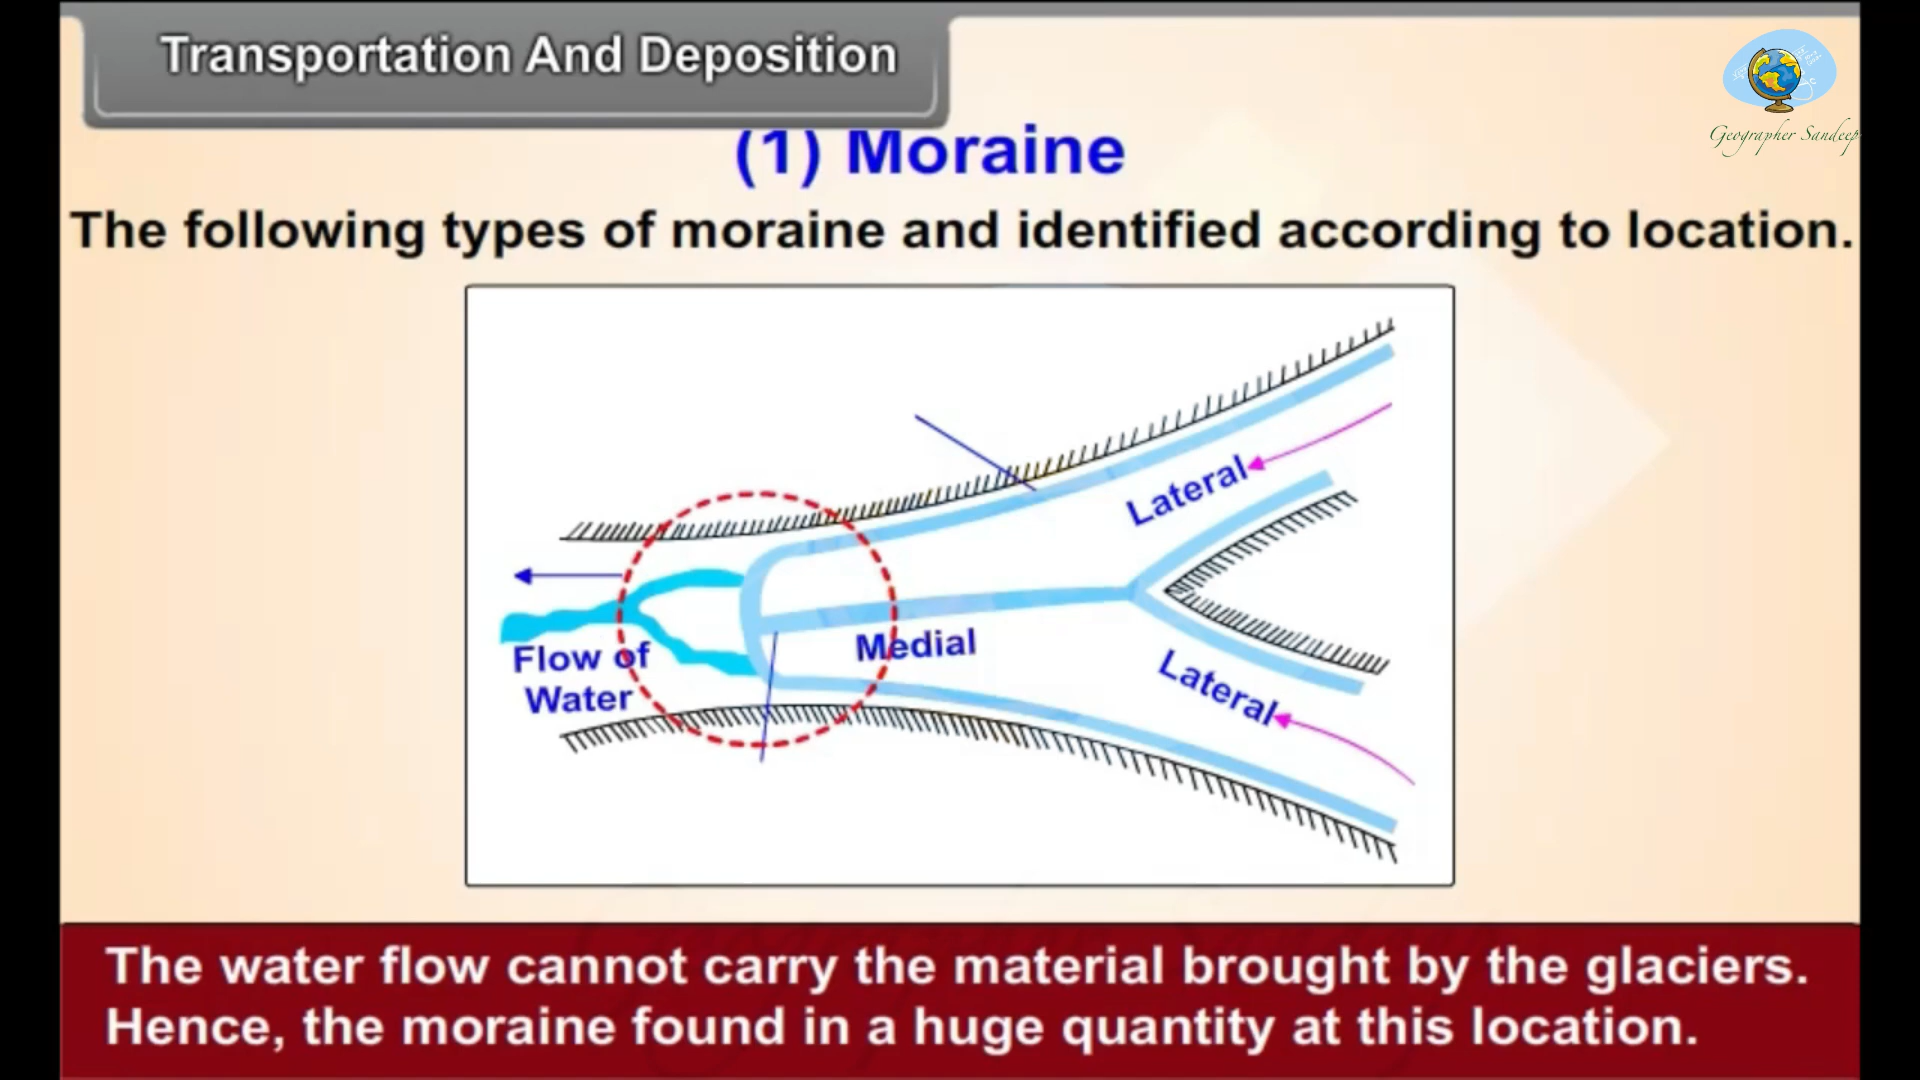 Transportation And Deposition
Geographer Sandeep
(1) Moraine
The following types of moraine and identified according to location.
Lateral
Medial
Flow of
Water
Lateral
The water flow cannot carry the material brought by the glaciers.
Hence, the moraine found in a huge quantity at this location.